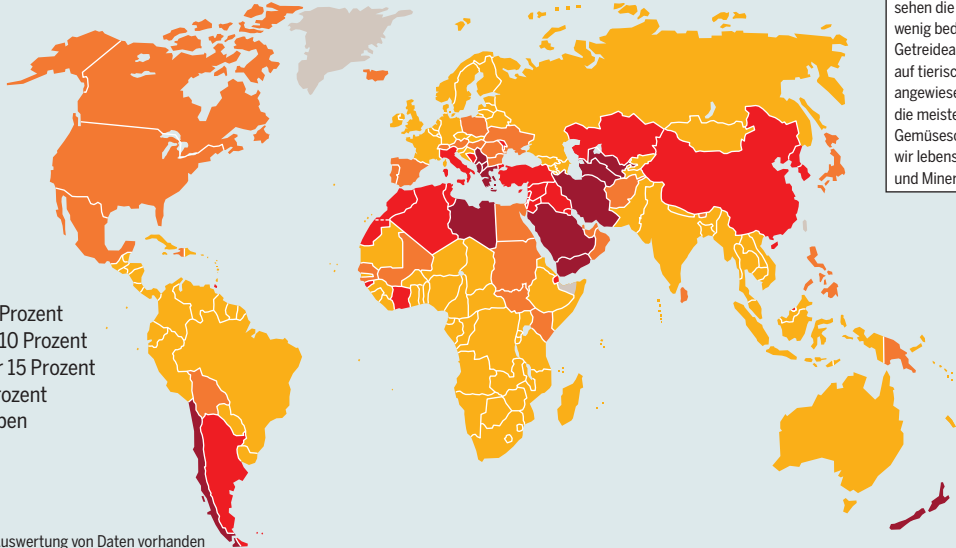 sehen die
wenig bed
Getreidea
auf tierisc
angewiese
die meiste
Gemüsesc
wir lebens
und Miner
Prozent
10 Prozent
r 15 Prozent
rozent
ben
Auswertung von Daten vorhanden